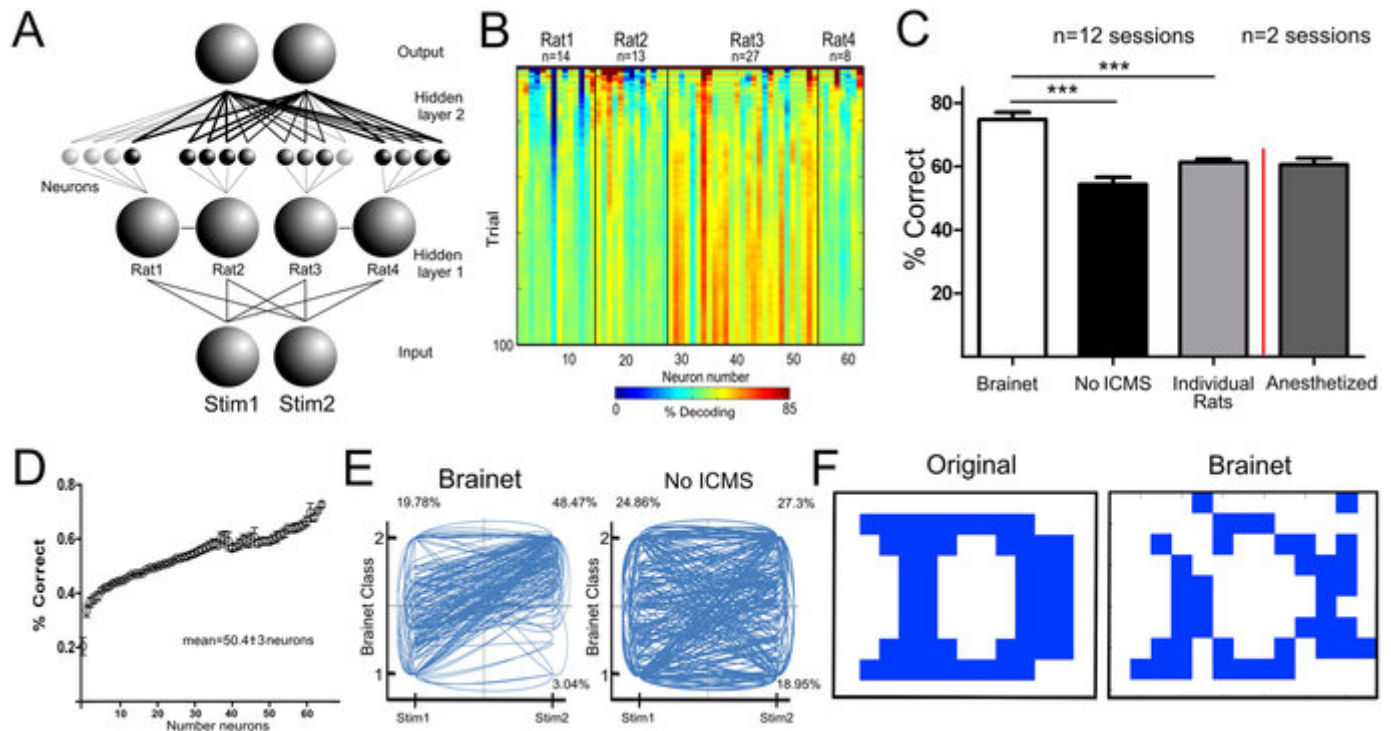 A
Output
Hidden
layer 2
Neurons
Rat1 Rat2 Rat3 Rat4
Hidden
layer 1
Input
Stim1 Stim2
B
Rat1 Rat2 Rat3 Rat4
n=14 n=13 n=27 n=8
Trial
100
10 20 30 40 50 60
Neuron number
0 % Decoding 85
C
n=12 sessions n=2 sessions
***
***
% Correct
80
60
40
20
Brainet No ICMS Individual Rats Anesthetized
D
% Correct
0.8
0.6
0.4
0.2
mean=50.4±3neurons
10 20 30 40 50 60
Number neurons
E
Brainet No ICMS
19.78% 48.47% 24.86% 27.3%
Brainet Class Brainet Class
2 2
1 1
3.04% 18.95%
Stim1 Stim2 Stim1 Stim2
F
Original Brainet